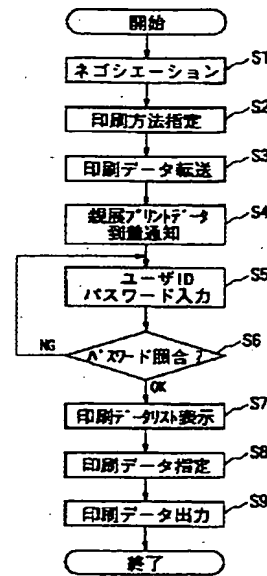 開始
ネゴシエーション
S1
印刷方法指定
S2
印刷データ転送
S3
親展プリントデータ
到着通知
S4
ユーザID
パスワード入力
S5
パスワード照合?
S6
NG
OK
印刷データリスト表示
S7
印刷データ指定
S8
印刷データ出力
S9
終了